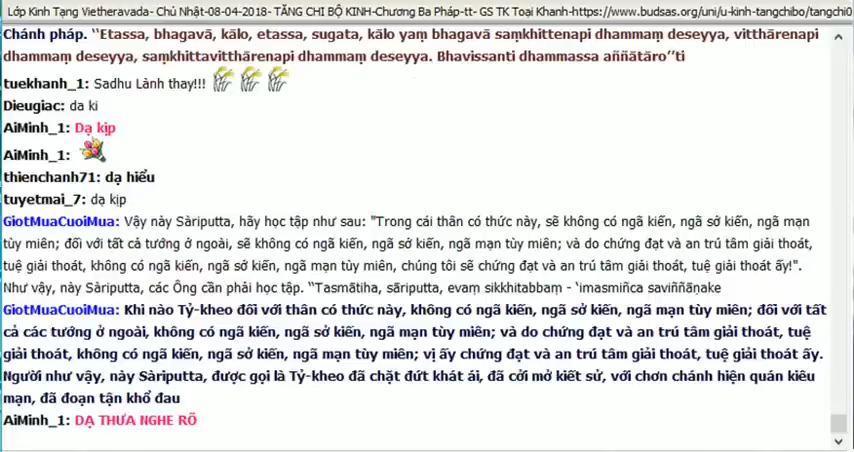 Lớp Kinh Tạng Vietheravada- Chủ Nhật-08-04-2018- TĂNG CHI BỘ KINH-Chương Ba Pháp-tt- GS TK Toại Khanh-https://www.budsas.org/uni/u-kinh-tangchibo/tangchi0
Chánh pháp. ‘‘Etassa, bhagavā, kālo, etassa, sugata, kālo yaṃ bhagavā saṃkhittenapi dhammaṃ deseyya, vitthārenapi
dhammaṃ deseyya, saṃkhittavitthārenapi dhammaṃ deseyya. Bhavissanti dhammassa aññātāro’’ti
tuekhanh_1: Sadhu Lành thay!!!
Dieugiac: da ki
AiMinh_1: Dạ kịp
AiMinh_1:
thienchanh71: dạ hiểu
tuyetmai_7: dạ kịp
GiotMuaCuoiMua: Vậy này Sàriputta, hãy học tập như sau: "Trong cái thân có thức này, sẽ không có ngã kiến, ngã sở kiến, ngã mạn
tùy miên; đối với tất cả tướng ở ngoài, sẽ không có ngã kiến, ngã sở kiến, ngã mạn tùy miên; và do chứng đạt và an trú tâm giải thoát,
tuệ giải thoát, không có ngã kiến, ngã sở kiến, ngã mạn tùy miên, chúng tôi sẽ chứng đạt và an trú tâm giải thoát, tuệ giải thoát ấy!".
Như vậy, này Sàriputta, các Ông cần phải học tập. ‘‘Tasmātiha, sāriputta, evaṃ sikkhitabbaṃ - ‘imasmiñca saviññāṇake
GiotMuaCuoiMua: Khi nào Tỷ-kheo đối với thân có thức này, không có ngã kiến, ngã sở kiến, ngã mạn tùy miên; đối với tất
cả các tướng ở ngoài, không có ngã kiến, ngã sở kiến, ngã mạn tùy miên; và do chứng đạt và an trú tâm giải thoát, tuệ
giải thoát, không có ngã kiến, ngã sở kiến, ngã mạn tùy miên; vị ấy chứng đạt và an trú tâm giải thoát, tuệ giải thoát ấy.
Người như vậy, này Sàriputta, được gọi là Tỷ-kheo đã chặt đứt khát ái, đã cởi mở kiết sử, với chơn chánh hiện quán kiêu
mạn, đã đoạn tận khổ đau
AiMinh_1: DẠ THƯA NGHE RÕ